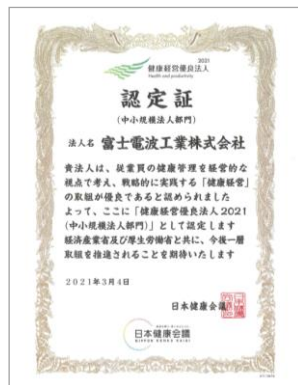 2021
健康経営優良法人
Health and productivity
認定証
(中小規模法人部門)
法人名 富士電波工業株式会社
貴法人は、従業員の健康管理を経営的な
視点で考え、戦略的に実践する「健康経営」
の取組が優良であると認められました
よって、ここに「健康経営優良法人2021
(中小規模法人部門)」として認定します
経済産業省及び厚生労働省と共に、今後一層
取組を推進されることを期待いたします
2021年3月4日
日本健康会議
日本健康会議
NIPPON KENKO KAIGI